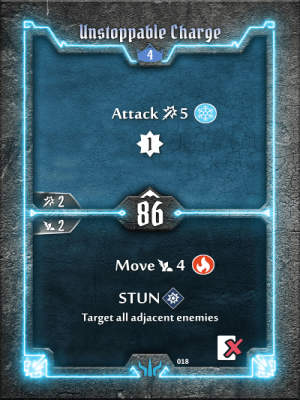 Unstoppable Charge
4
Attack 5
1
2
86
2
Move 4
STUN
Target all adjacent enemies
018